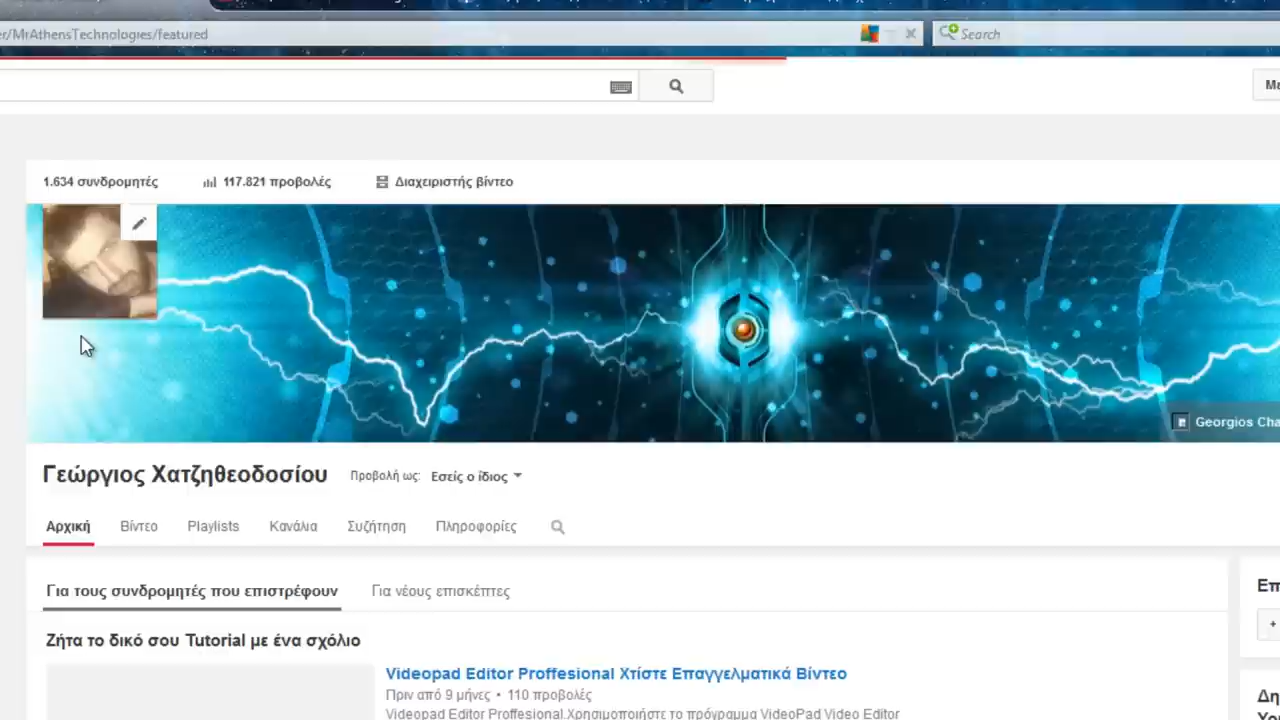 er/MrAthensTechnologies/featured
Search
1.634 συνδρομητές
117.821 προβολές
Διαχειριστής βίντεο
Georgios Cha
Γεώργιος Χατζηθεοδοσίου
Προβολή ως: Εσείς ο ίδιος
Αρχική Βίντεο Playlists Κανάλια Συζήτηση Πληροφορίες
Για τους συνδρομητές που επιστρέφουν Για νέους επισκέπτες
Επ
Ζήτα το δικό σου Tutorial με ένα σχόλιο
Videopad Editor Proffesional Χτίστε Επαγγελματικά Βίντεο
Πριν από 9 μήνες • 110 προβολές
Δη
Videopad Editor Proffesional.Χρησιμοποιήστε το πρόγραμμα VideoPad Video Editor